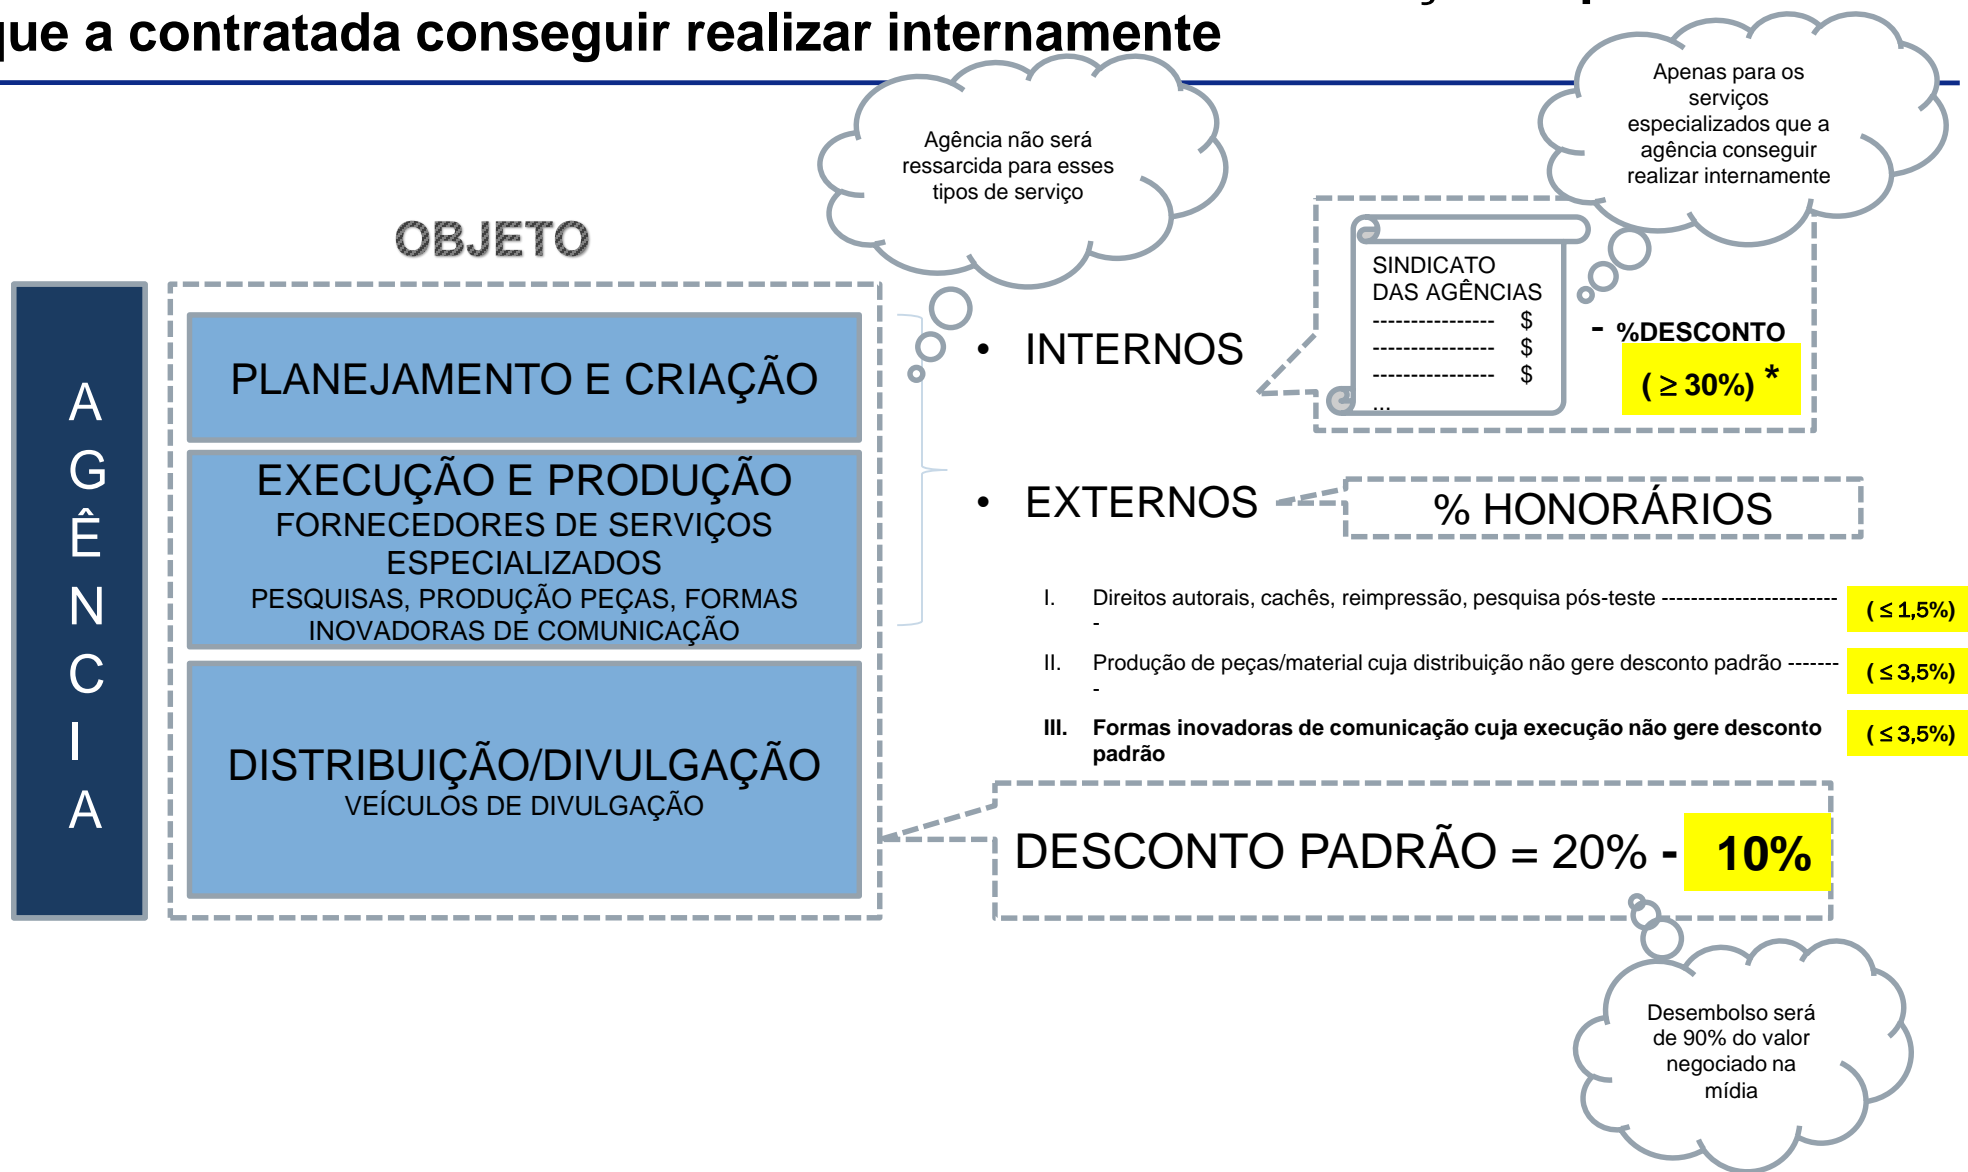 que a contratada conseguir realizar internamente
Agência não será
ressarcida para esses
tipos de serviço
Apenas para os
serviços
especializados que a
agência conseguir
realizar internamente
OBJETO
AGÊNCIA
PLANEJAMENTO E CRIAÇÃO
EXECUÇÃO E PRODUÇÃO
FORNECEDORES DE SERVIÇOS
ESPECIALIZADOS
PESQUISAS, PRODUÇÃO PEÇAS, FORMAS
INOVADORAS DE COMUNICAÇÃO
DISTRIBUIÇÃO/DIVULGAÇÃO
VEÍCULOS DE DIVULGAÇÃO
• INTERNOS
SINDICATO
DAS AGÊNCIAS
---------------- $
---------------- $
---------------- $
...
- %DESCONTO
( ≥ 30%) *
• EXTERNOS
% HONORÁRIOS
I. Direitos autorais, cachês, reimpressão, pesquisa pós-teste ------------------------
-
( ≤ 1,5%)
II. Produção de peças/material cuja distribuição não gere desconto padrão -------
-
( ≤ 3,5%)
III. Formas inovadoras de comunicação cuja execução não gere desconto
padrão
( ≤ 3,5%)
DESCONTO PADRÃO = 20% - 10%
Desembolso será
de 90% do valor
negociado na
mídia